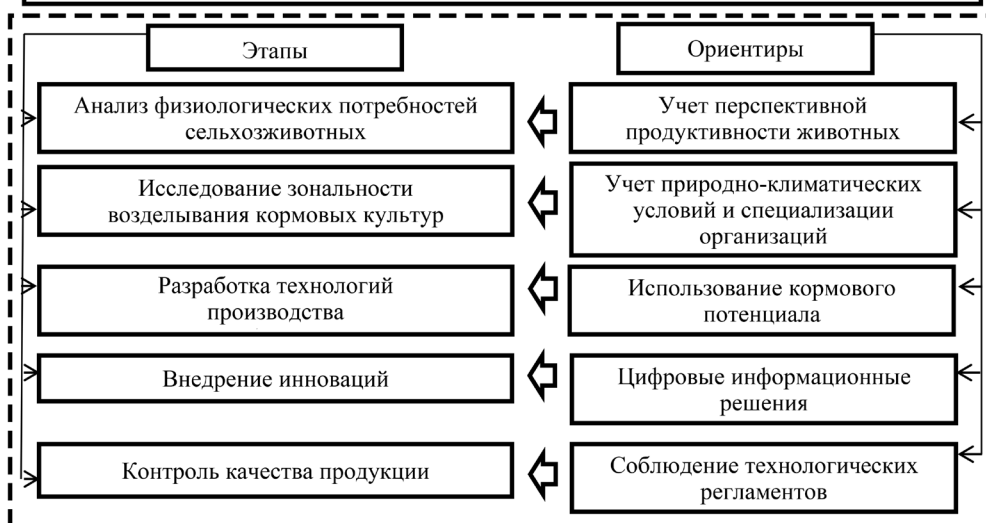 Этапы
Ориентиры
Анализ физиологических потребностей
сельхозживотных
Учет перспективной
продуктивности животных
Исследование зональности
возделывания кормовых культур
Учет природно-климатических
условий и специализации
организаций
Разработка технологий
производства
Использование кормового
потенциала
Внедрение инноваций
Цифровые информационные
решения
Контроль качества продукции
Соблюдение технологических
регламентов